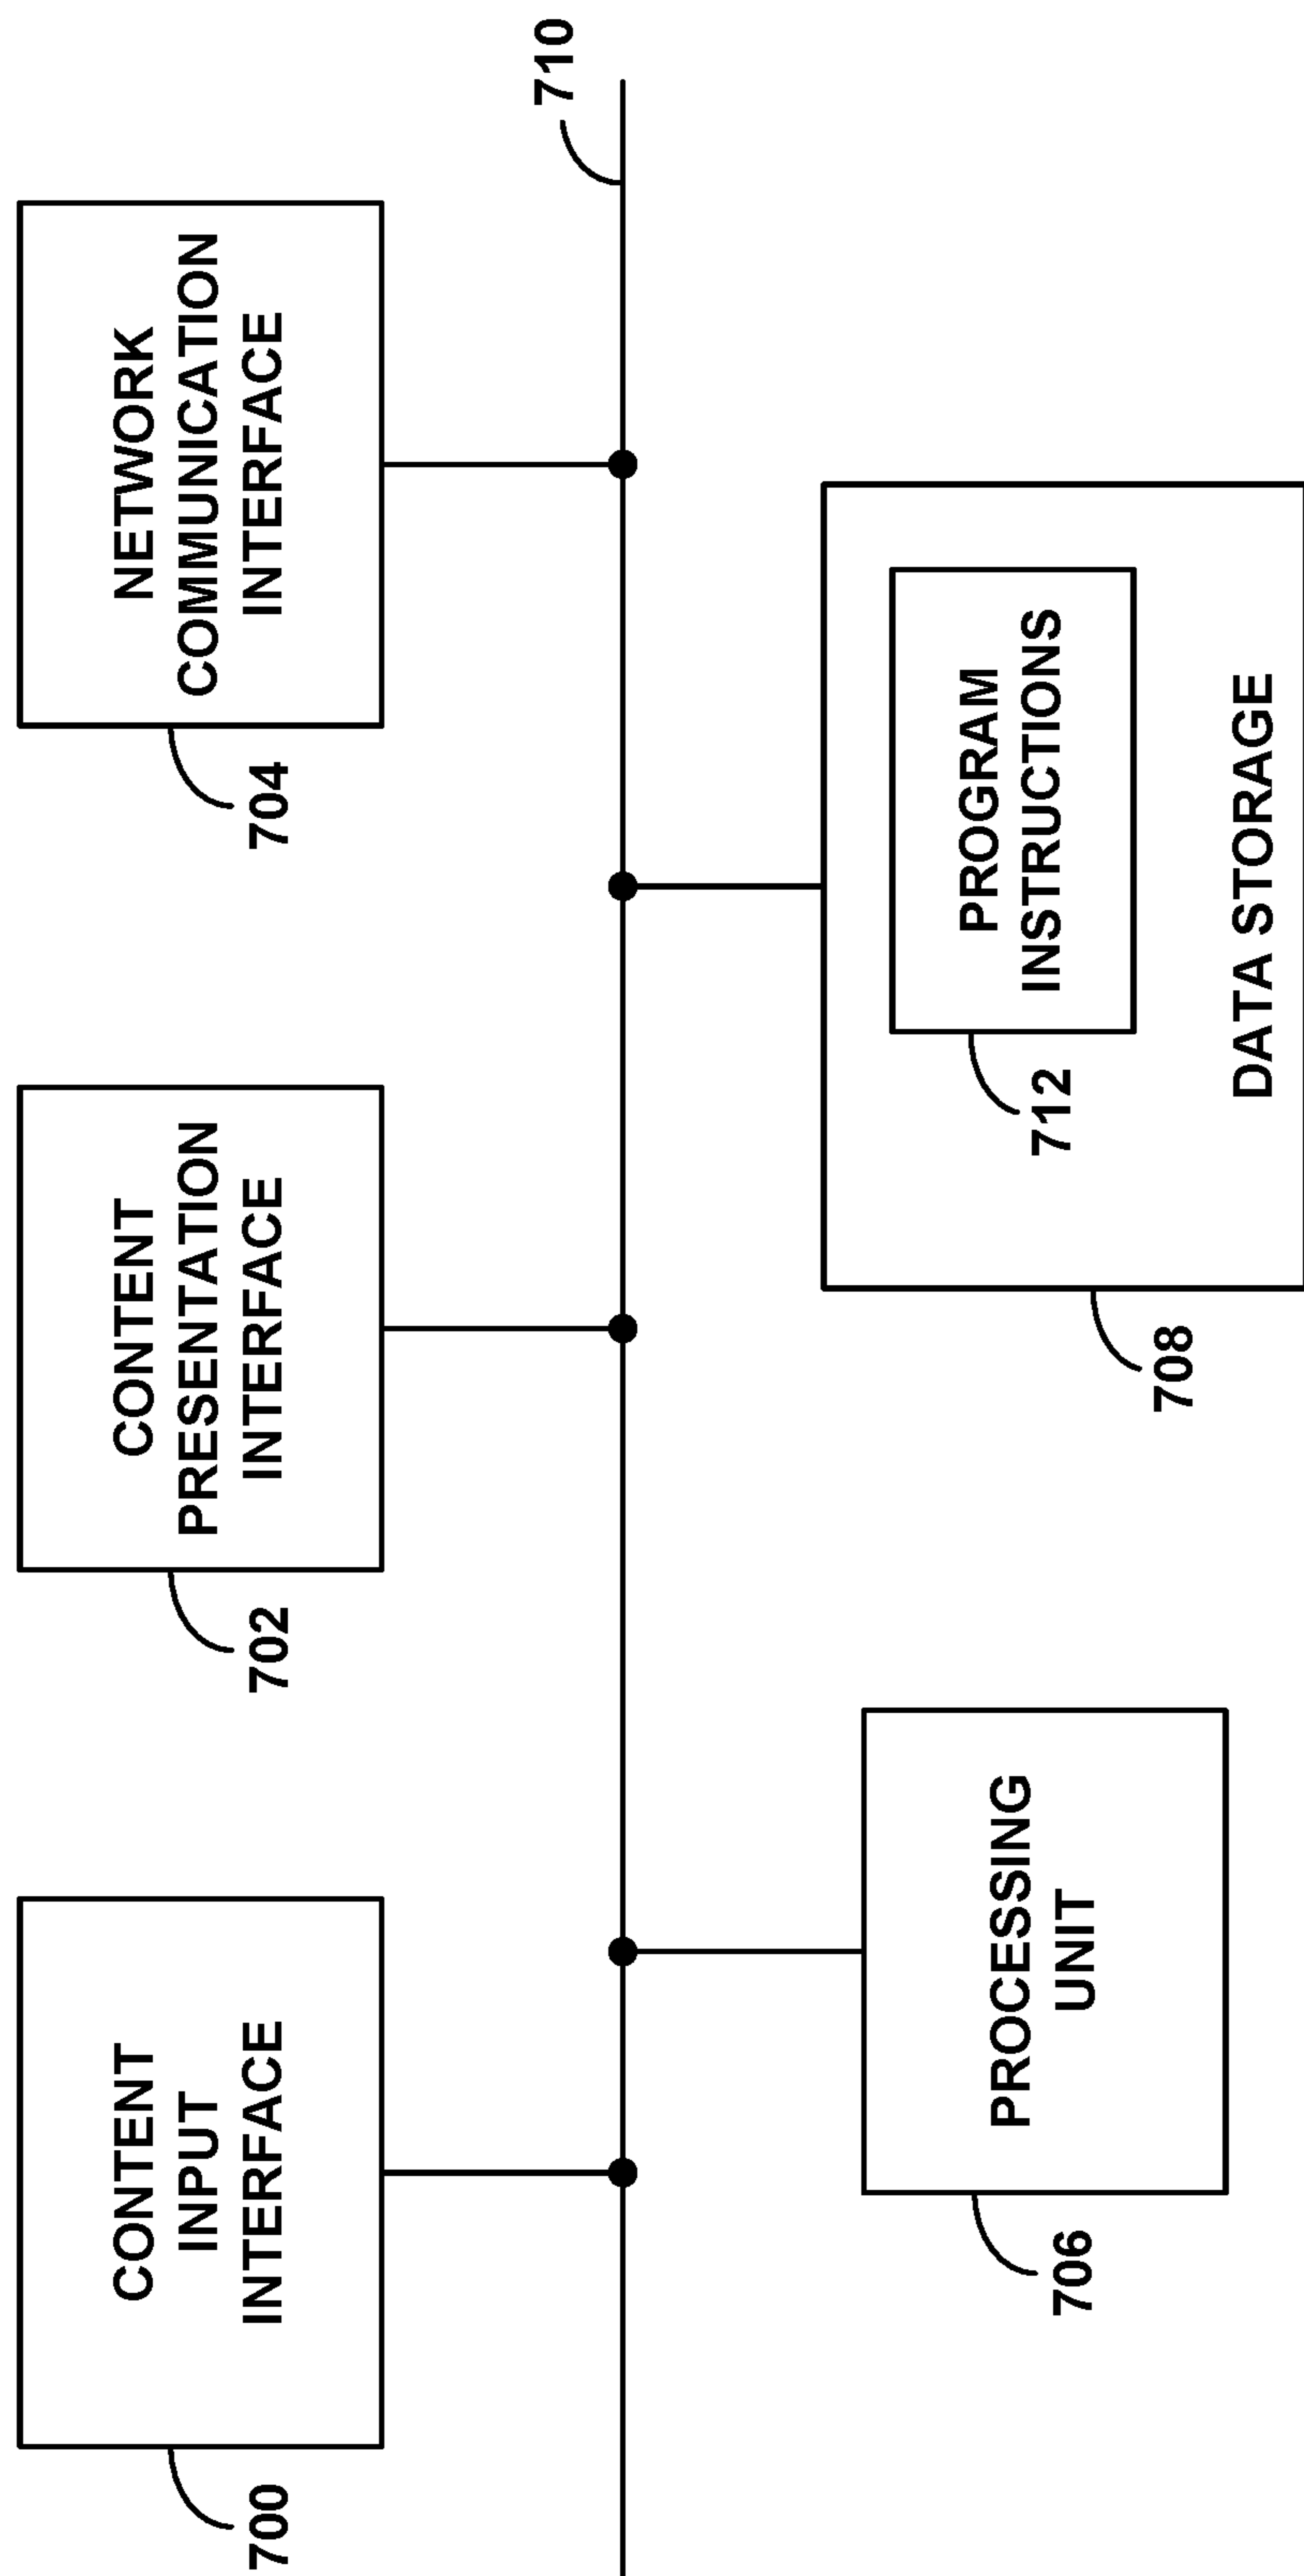 CONTENT
INPUT
INTERFACE
700
CONTENT
PRESENTATION
INTERFACE
702
NETWORK
COMMUNICATION
INTERFACE
704
710
PROCESSING
UNIT
706
PROGRAM
INSTRUCTIONS
712
DATA STORAGE
708